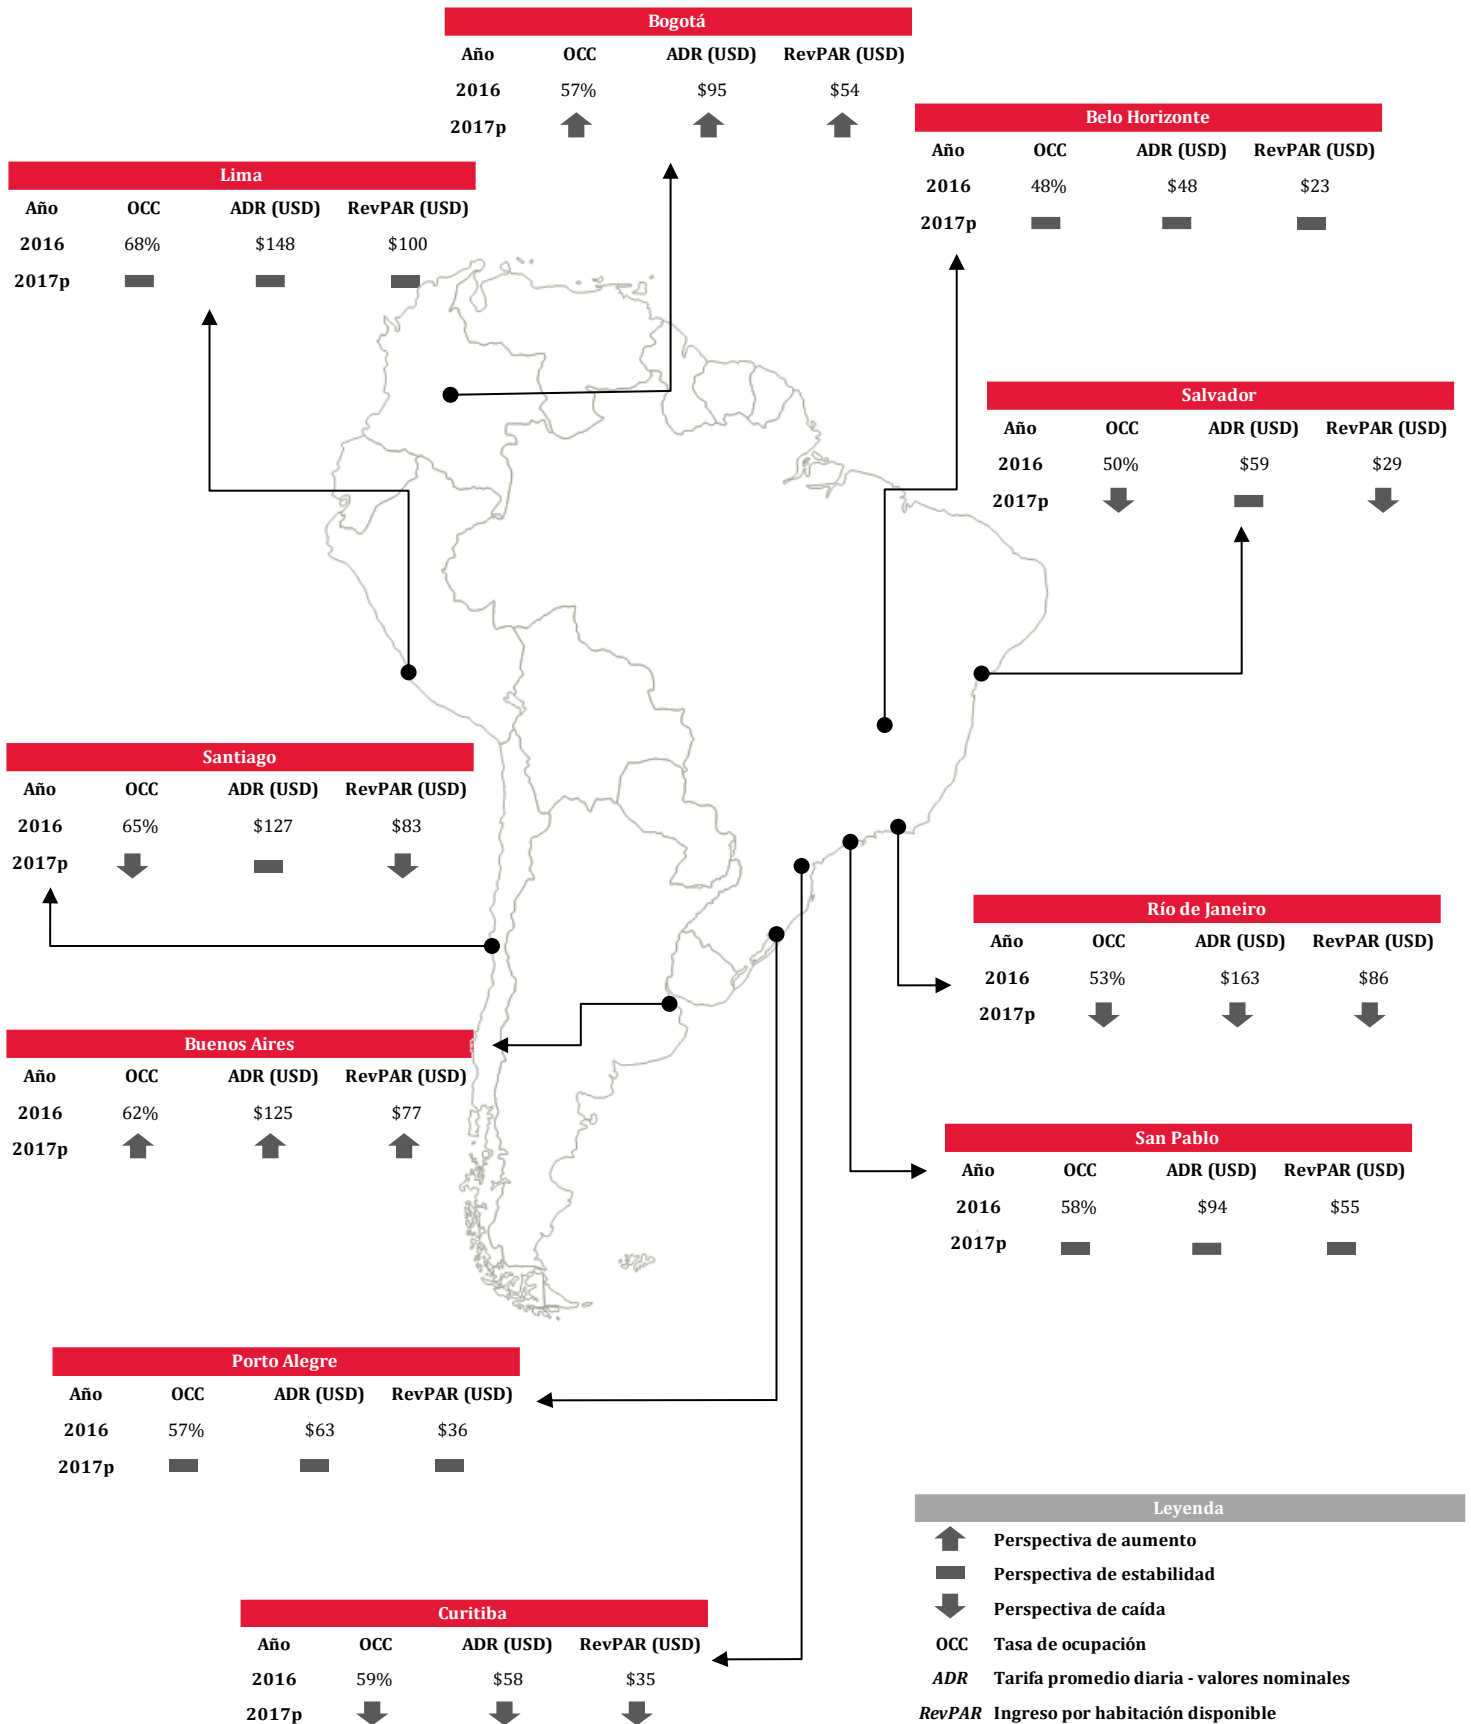 Bogotá
Año OCC ADR (USD) RevPAR (USD)
2016 57% $95 $54
2017p
Belo Horizonte
Año OCC ADR (USD) RevPAR (USD)
2016 48% $48 $23
2017p
Lima
Año OCC ADR (USD) RevPAR (USD)
2016 68% $148 $100
2017p
Salvador
Año OCC ADR (USD) RevPAR (USD)
2016 50% $59 $29
2017p
Santiago
Año OCC ADR (USD) RevPAR (USD)
2016 65% $127 $83
2017p
Río de Janeiro
Año OCC ADR (USD) RevPAR (USD)
2016 53% $163 $86
2017p
Buenos Aires
Año OCC ADR (USD) RevPAR (USD)
2016 62% $125 $77
2017p
San Pablo
Año OCC ADR (USD) RevPAR (USD)
2016 58% $94 $55
2017p
Porto Alegre
Año OCC ADR (USD) RevPAR (USD)
2016 57% $63 $36
2017p
Curitiba
Año OCC ADR (USD) RevPAR (USD)
2016 59% $58 $35
2017p
Leyenda
Perspectiva de aumento
Perspectiva de estabilidad
Perspectiva de caída
OCC Tasa de ocupación
ADR Tarifa promedio diaria - valores nominales
RevPAR Ingreso por habitación disponible